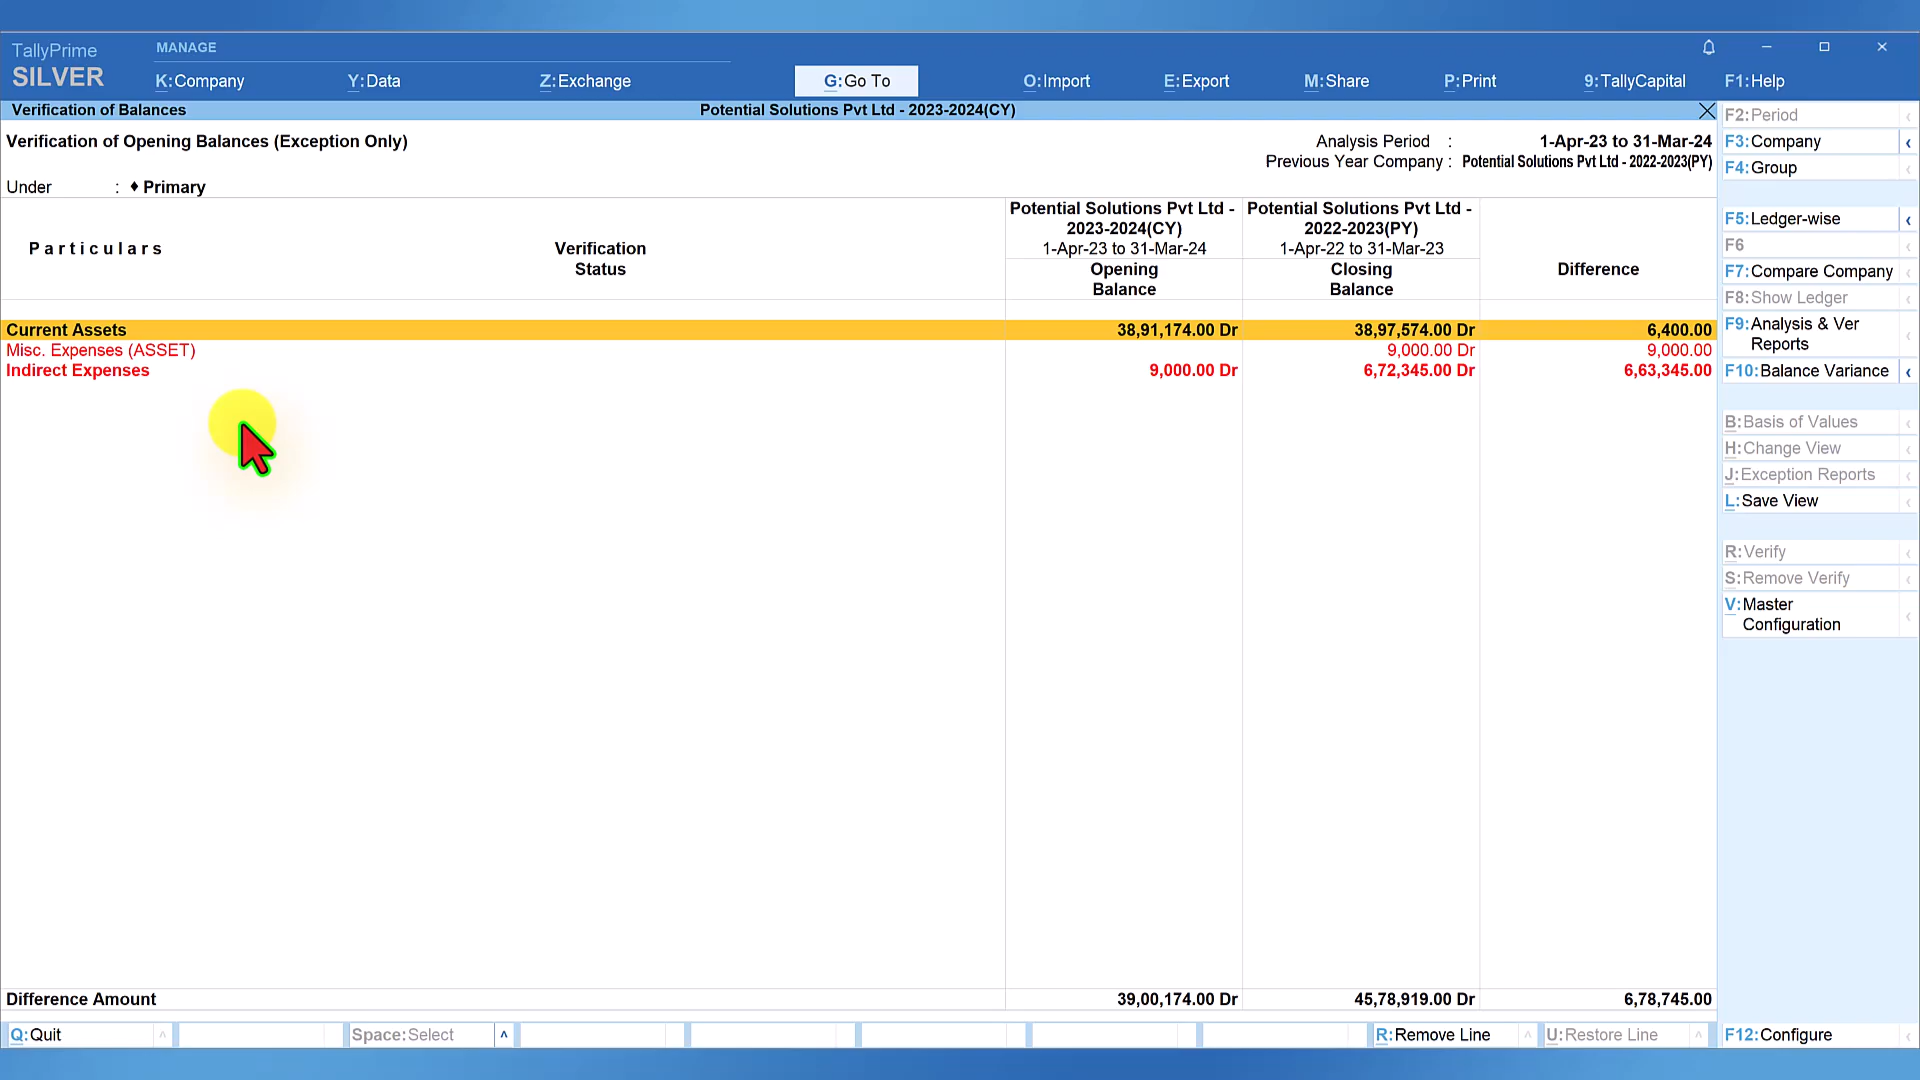 TallyPrime
SILVER
MANAGE
K:Company
Y:Data
Z:Exchange
G:Go To
O:Import
E:Export
M:Share
P:Print
9:TallyCapital
F1:Help
Verification of Balances
Potential Solutions Pvt Ltd - 2023-2024(CY)
Verification of Opening Balances (Exception Only)
Analysis Period : 1-Apr-23 to 31-Mar-24
Previous Year Company : Potential Solutions Pvt Ltd - 2022-2023(PY)
Under : ♦ Primary
Particulars
Verification
Status
Potential Solutions Pvt Ltd -
2023-2024(CY)
1-Apr-23 to 31-Mar-24
Opening
Balance
Potential Solutions Pvt Ltd -
2022-2023(PY)
1-Apr-22 to 31-Mar-23
Closing
Balance
Difference
Current Assets 38,91,174.00 Dr 38,97,574.00 Dr 6,400.00
Misc. Expenses (ASSET) 9,000.00 Dr 9,000.00
Indirect Expenses 9,000.00 Dr 6,72,345.00 Dr 6,63,345.00
Difference Amount 39,00,174.00 Dr 45,78,919.00 Dr 6,78,745.00
F2:Period
F3:Company
F4:Group
F5:Ledger-wise
F6
F7:Compare Company
F8:Show Ledger
F9:Analysis & Ver
Reports
F10:Balance Variance
B:Basis of Values
H:Change View
J:Exception Reports
L:Save View
R:Verify
S:Remove Verify
V:Master
Configuration
Q:Quit
Space:Select
R:Remove Line
U:Restore Line
F12:Configure